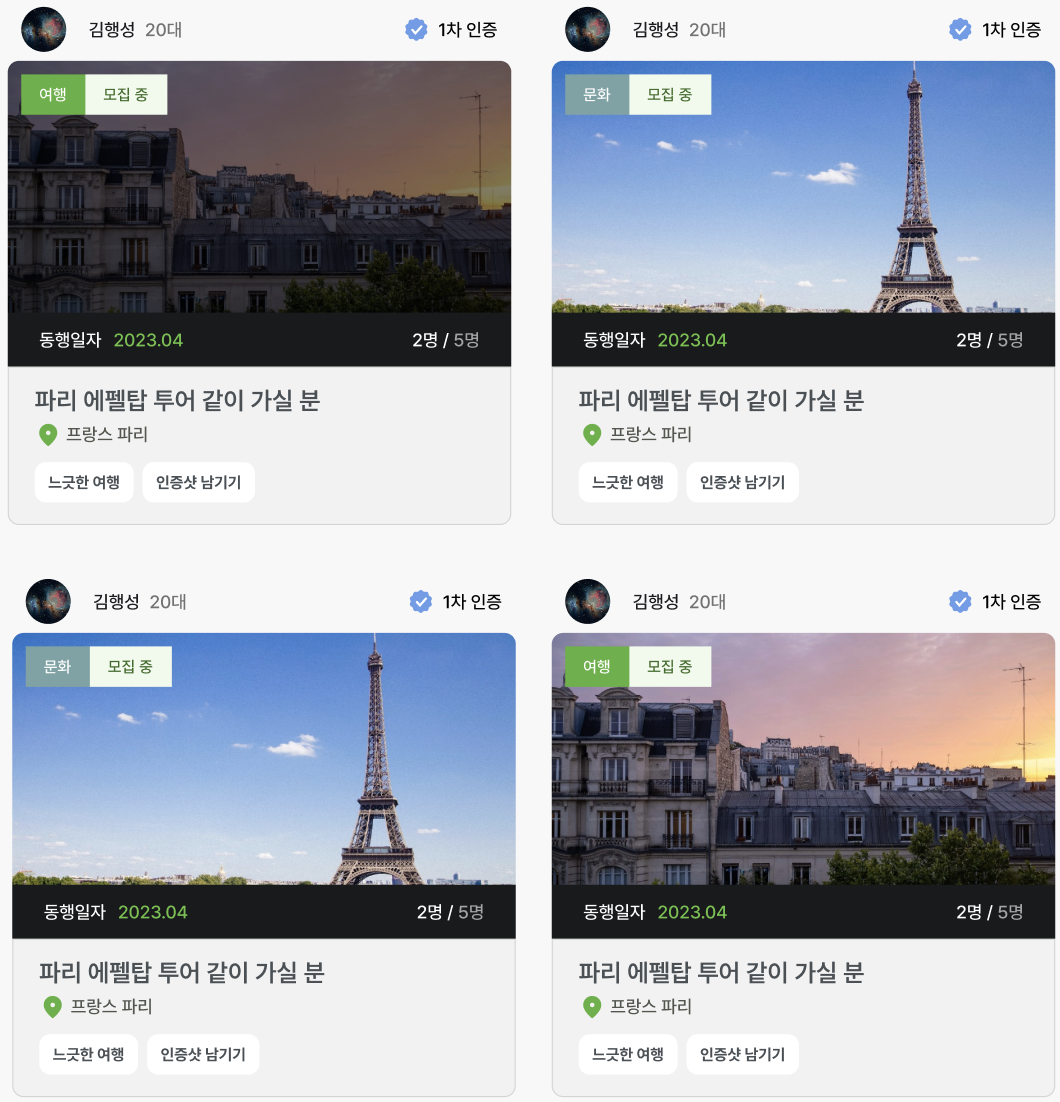 김행성 20대 1차 인증
여행 모집 중
동행일자 2023.04 2명 / 5명
파리 에펠탑 투어 같이 가실 분
프랑스 파리
느긋한 여행 인증샷 남기기
김행성 20대 1차 인증
문화 모집 중
동행일자 2023.04 2명 / 5명
파리 에펠탑 투어 같이 가실 분
프랑스 파리
느긋한 여행 인증샷 남기기
김행성 20대 1차 인증
문화 모집 중
동행일자 2023.04 2명 / 5명
파리 에펠탑 투어 같이 가실 분
프랑스 파리
느긋한 여행 인증샷 남기기
김행성 20대 1차 인증
여행 모집 중
동행일자 2023.04 2명 / 5명
파리 에펠탑 투어 같이 가실 분
프랑스 파리
느긋한 여행 인증샷 남기기